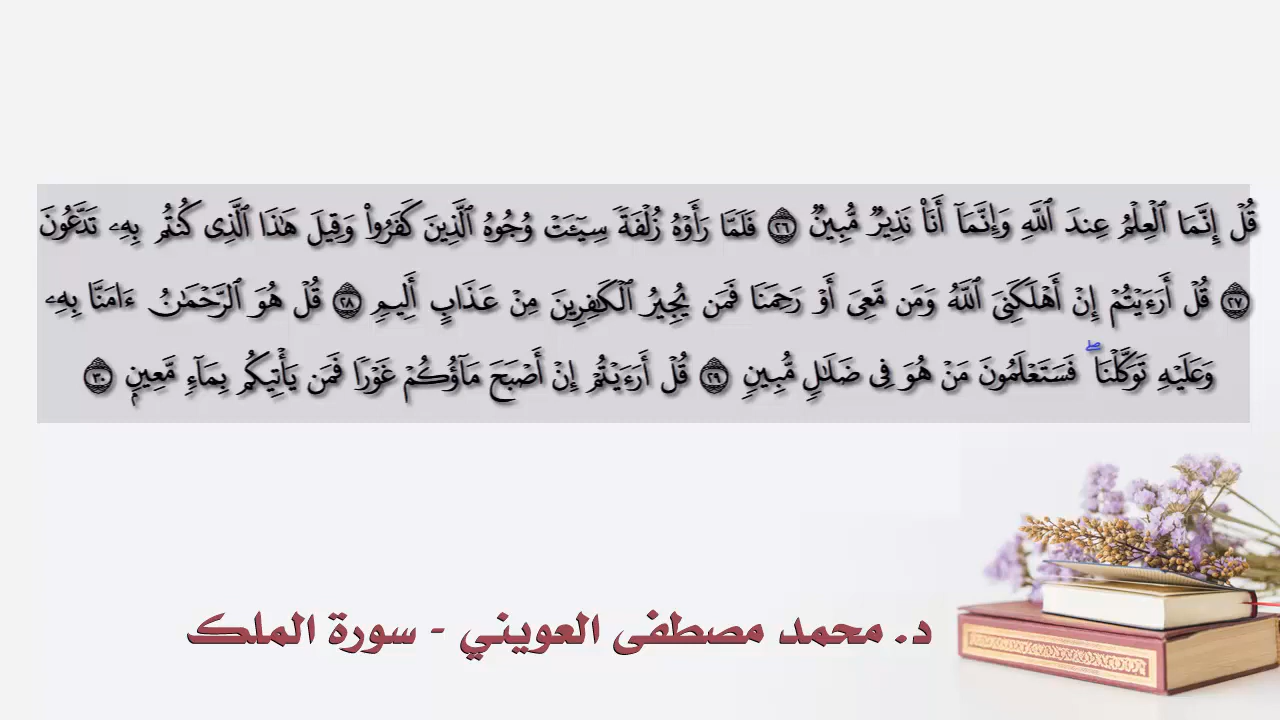 قُلْ إِنَّمَا ٱلْعِلْمُ عِندَ ٱللَّهِ وَإِنَّمَآ أَنَا۠ نَذِيرٌ مُّبِينٌ ٢٦ فَلَمَّا رَأَوْهُ زُلْفَةً سِيٓـَٔتْ وُجُوهُ ٱلَّذِينَ كَفَرُوا۟ وَقِيلَ هَٰذَا ٱلَّذِى كُنتُم بِهِۦ تَدَّعُونَ
٢٧ قُلْ أَرَءَيْتُمْ إِنْ أَهْلَكَنِىَ ٱللَّهُ وَمَن مَّعِىَ أَوْ رَحِمَنَا فَمَن يُجِيرُ ٱلْكَٰفِرِينَ مِنْ عَذَابٍ أَلِيمٍ ٢٨ قُلْ هُوَ ٱلرَّحْمَٰنُ ءَامَنَّا بِهِۦ
وَعَلَيْهِ تَوَكَّلْنَا ۖ فَسَتَعْلَمُونَ مَنْ هُوَ فِى ضَلَٰلٍ مُّبِينٍ ٢٩ قُلْ أَرَءَيْتُمْ إِنْ أَصْبَحَ مَآؤُكُمْ غَوْرًا فَمَن يَأْتِيكُم بِمَآءٍ مَّعِينٍۭ ٣٠
د. محمد مصطفى العويني - سورة الملك